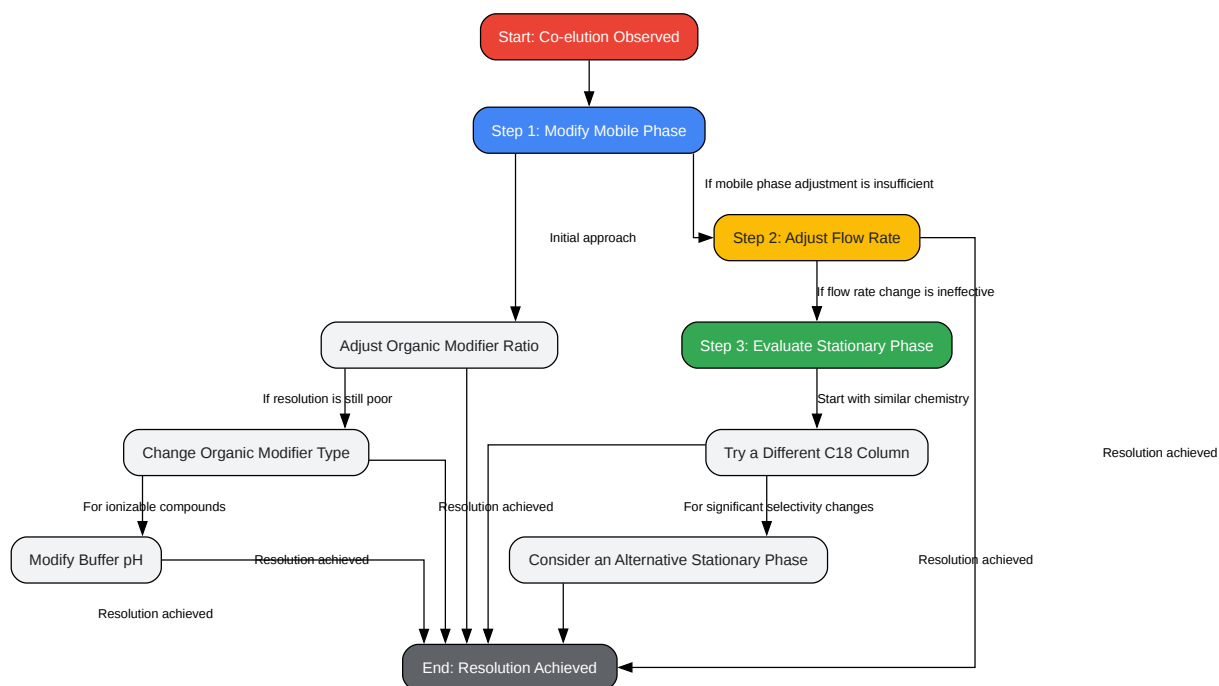 Start: Co-elution Observed
Step 1: Modify Mobile Phase
If mobile phase adjustment is insufficient
Initial approach
Step 2: Adjust Flow Rate
If flow rate change is ineffective
Adjust Organic Modifier Ratio
Step 3: Evaluate Stationary Phase
If resolution is still poor
Start with similar chemistry
Change Organic Modifier Type
Try a Different C18 Column
Resolution achieved
For ionizable compounds
Resolution achieved
For significant selectivity changes
Modify Buffer pH
Resolution achieved
Consider an Alternative Stationary Phase
Resolution achieved
Resolution achieved
End: Resolution Achieved